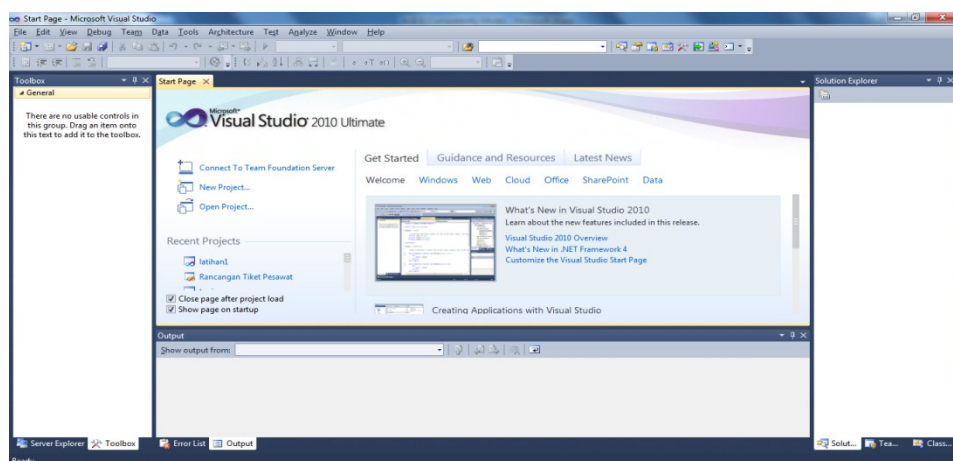 Start Page - Microsoft Visual Studio
File Edit View Debug Team Data Tools Architecture Test Analyze Window Help
Toolbox
General
There are no usable controls in
this group. Drag an item onto
this text to add it to the toolbox.
Start Page
Microsoft
Visual Studio 2010 Ultimate
Connect To Team Foundation Server
New Project...
Open Project...
Recent Projects
latihan1
Rancangan Tiket Pesawat
Close page after project load
Show page on startup
Get Started Guidance and Resources Latest News
Welcome Windows Web Cloud Office SharePoint Data
What's New in Visual Studio 2010
Learn about the new features included in this release.
Visual Studio 2010 Overview
What's New in .NET Framework 4
Customize the Visual Studio Start Page
Creating Applications with Visual Studio
Solution Explorer
Output
Show output from:
Server Explorer Toolbox
Error List Output
Solut... Tea... Class...
Ready